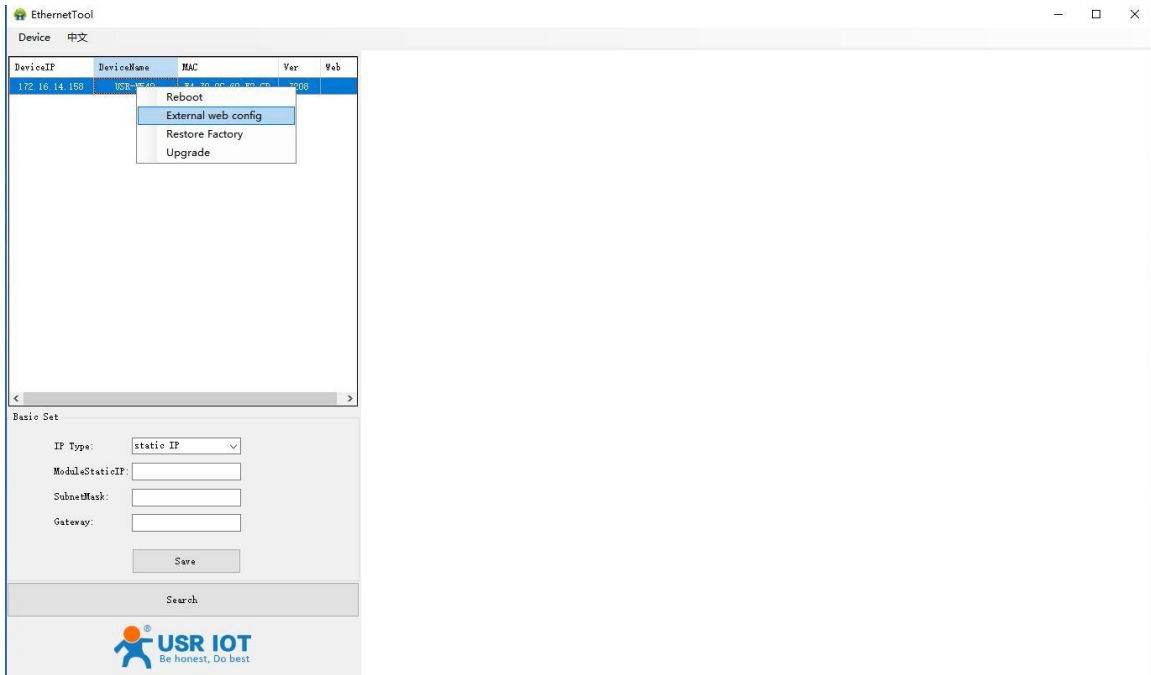 EthernetTool
Device 中文
DeviceIP DeviceName MAC Ver Web
172.16.14.158
Reboot
External web config
Restore Factory
Upgrade
Basic Set
IP Type: static IP
ModuleStaticIP:
SubnetMask:
Gateway:
Save
Search
®
USR IOT
Be honest, Do best